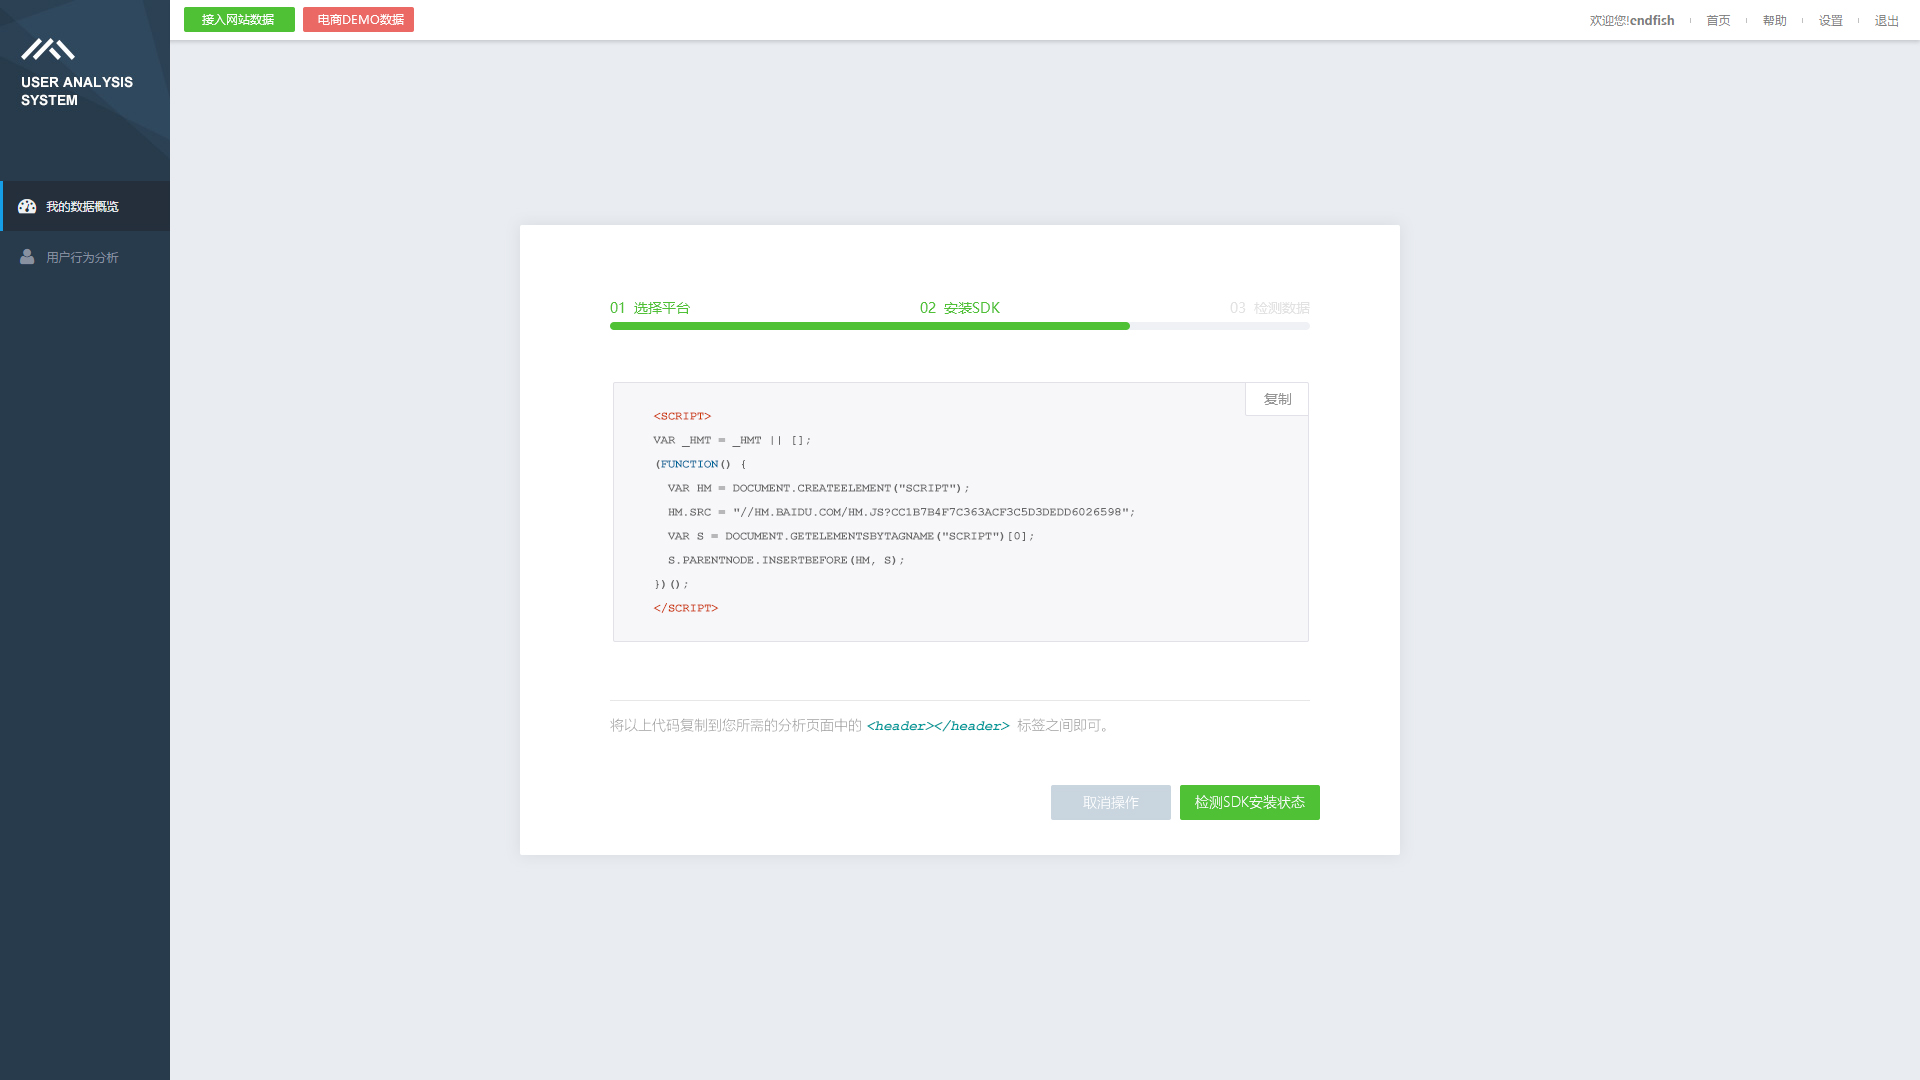 接入网站数据
电商DEMO数据
欢迎您!cndfish
首页
帮助
设置
退出
USER ANALYSIS
SYSTEM
我的数据概览
用户行为分析
01 选择平台
02 安装SDK
03 检测数据
复制
<SCRIPT>
VAR _HMT = _HMT || [];
(FUNCTION() {
VAR HM = DOCUMENT.CREATEELEMENT("SCRIPT");
HM.SRC = "//HM.BAIDU.COM/HM.JS?CC1B7B4F7C363ACF3C5D3DEDD6026598";
VAR S = DOCUMENT.GETELEMENTSBYTAGNAME("SCRIPT")[0];
S.PARENTNODE.INSERTBEFORE(HM, S);
})();
</SCRIPT>
将以上代码复制到您所需的分析页面中的 <header></header> 标签之间即可。
取消操作
检测SDK安装状态